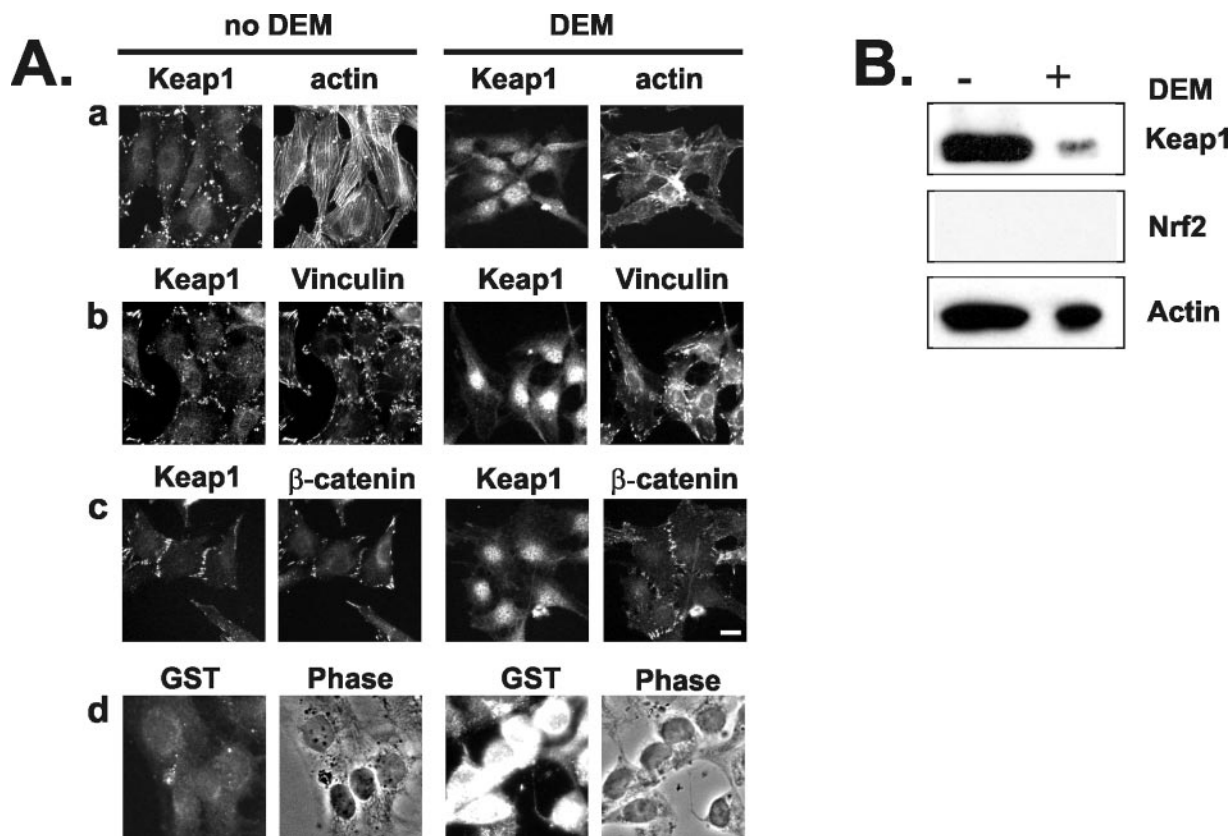 A.
no DEM DEM
Keap1 actin Keap1 actin
a
Keap1 Vinculin Keap1 Vinculin
b
Keap1 β-catenin Keap1 β-catenin
c
GST Phase GST Phase
d
B.
- + DEM
Keap1
Nrf2
Actin